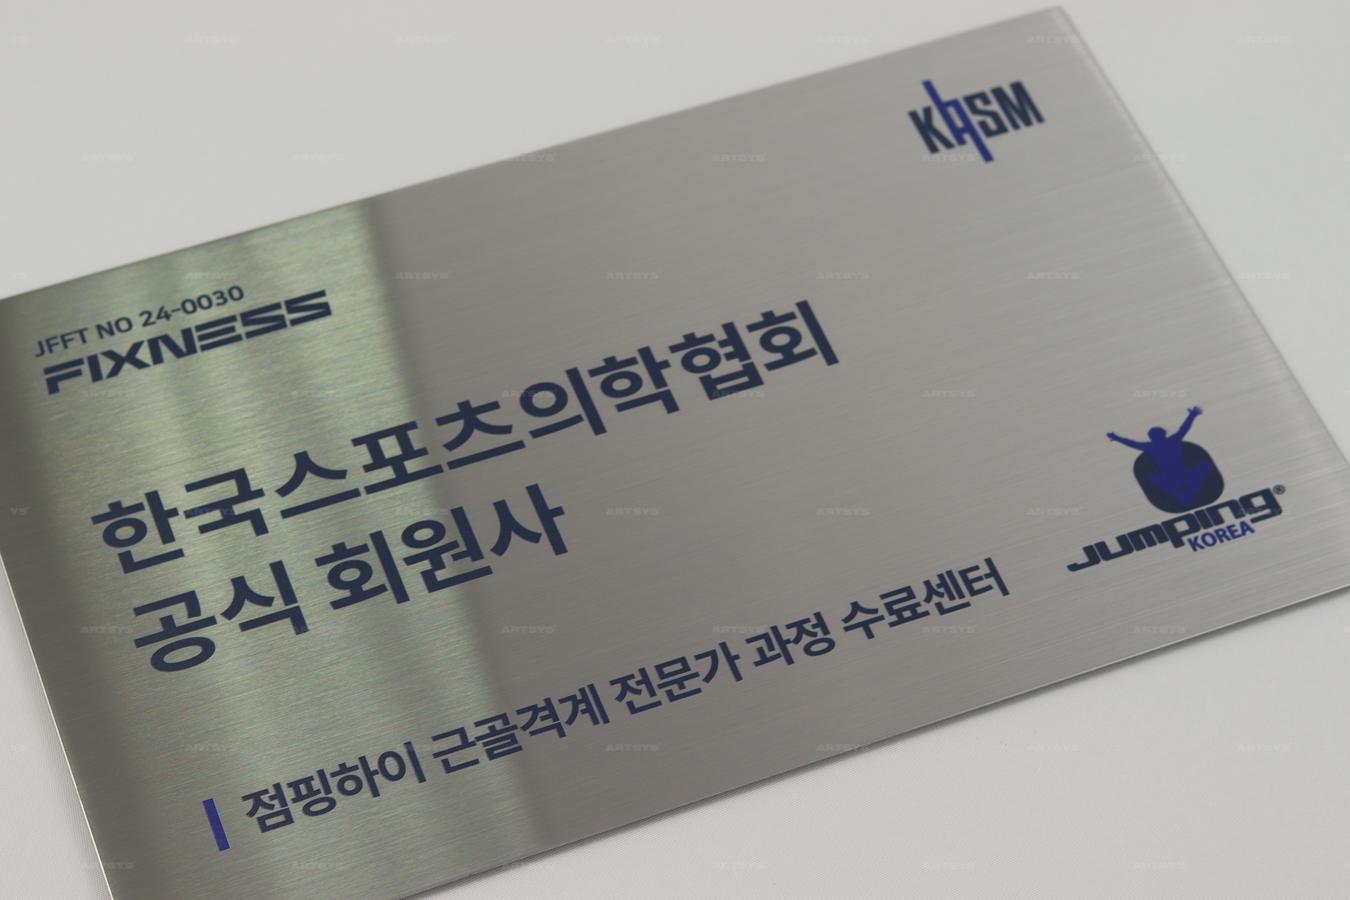 KASM
JFFT NO 24-0030
FIXNESS
한국스포츠의학협회
공식 회원사
점핑하이 근골격계 전문가 과정 수료센터
Jumping®
KOREA
ARTSYS